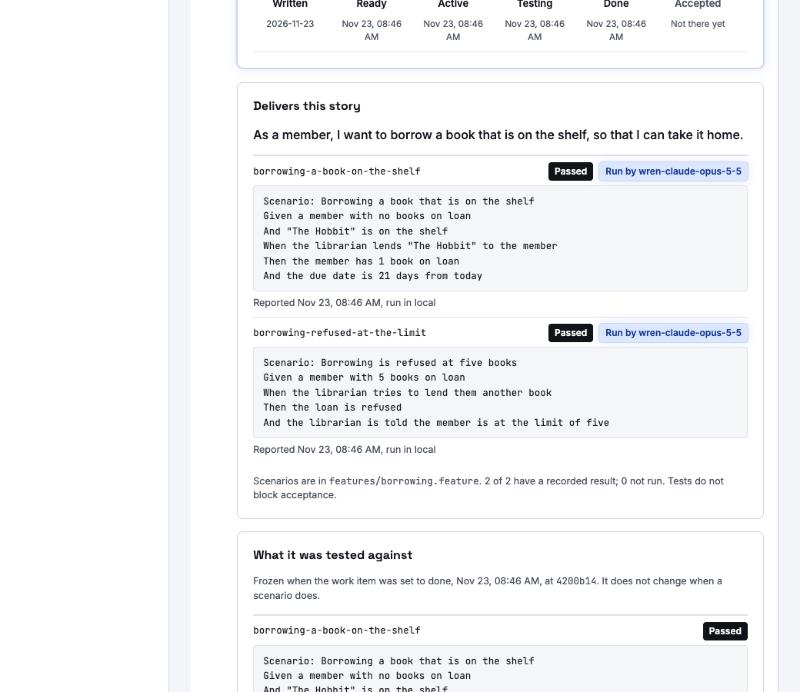 Written Ready Active Testing Done Accepted
2026-11-23 Nov 23, 08:46 AM Nov 23, 08:46 AM Nov 23, 08:46 AM Nov 23, 08:46 AM Not there yet
Delivers this story
As a member, I want to borrow a book that is on the shelf, so that I can take it home.
borrowing-a-book-on-the-shelf Passed Run by wren-claude-opus-5-5
Scenario: Borrowing a book that is on the shelf
Given a member with no books on loan
And "The Hobbit" is on the shelf
When the librarian lends "The Hobbit" to the member
Then the member has 1 book on loan
And the due date is 21 days from today
Reported Nov 23, 08:46 AM, run in local
borrowing-refused-at-the-limit Passed Run by wren-claude-opus-5-5
Scenario: Borrowing is refused at five books
Given a member with 5 books on loan
When the librarian tries to lend them another book
Then the loan is refused
And the librarian is told the member is at the limit of five
Reported Nov 23, 08:46 AM, run in local
Scenarios are in features/borrowing.feature. 2 of 2 have a recorded result; 0 not run. Tests do not
block acceptance.
What it was tested against
Frozen when the work item was set to done, Nov 23, 08:46 AM, at 4200b14. It does not change when a
scenario does.
borrowing-a-book-on-the-shelf Passed
Scenario: Borrowing a book that is on the shelf
Given a member with no books on loan
And "The Hobbit" is on the shelf